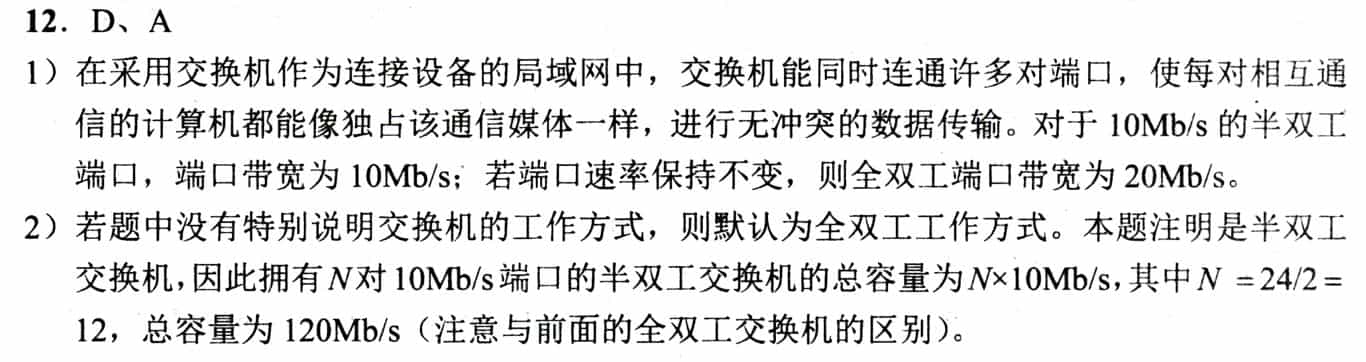 12. D、A
1）在采用交换机作为连接设备的局域网中，交换机能同时连通许多对端口，使每对相互通
信的计算机都能像独占该通信媒体一样，进行无冲突的数据传输。对于 10Mb/s 的半双工
端口，端口带宽为 10Mb/s；若端口速率保持不变，则全双工端口带宽为 20Mb/s。
2）若题中没有特别说明交换机的工作方式，则默认为全双工工作方式。本题注明是半双工
交换机，因此拥有 N 对 10Mb/s 端口的半双工交换机的总容量为 N×10Mb/s，其中 N = 24/2 =
12，总容量为 120Mb/s（注意与前面的全双工交换机的区别）。